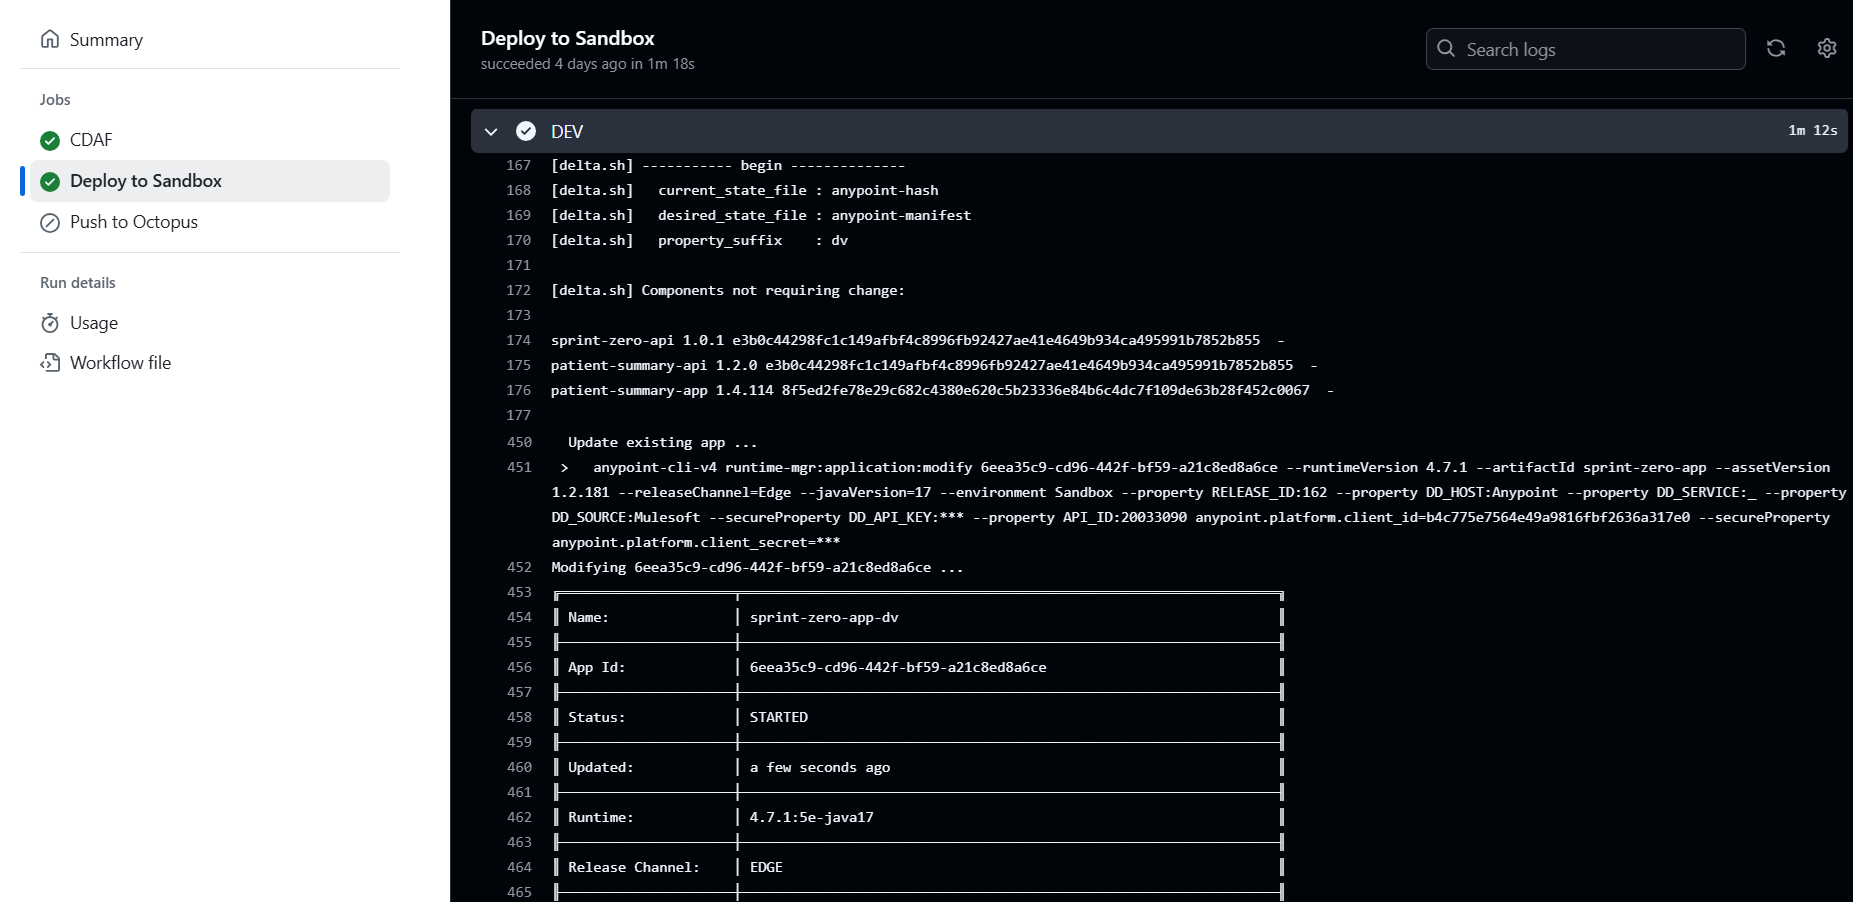 Summary
Jobs
CDAF
Deploy to Sandbox
Push to Octopus
Run details
Usage
Workflow file
Deploy to Sandbox
succeeded 4 days ago in 1m 18s
Search logs
DEV 1m 12s
167 [delta.sh] ----------- begin --------------
168 [delta.sh]   current_state_file : anypoint-hash
169 [delta.sh]   desired_state_file : anypoint-manifest
170 [delta.sh]   property_suffix    : dv
171
172 [delta.sh] Components not requiring change:
173
174 sprint-zero-api 1.0.1 e3b0c44298fc1c149afbf4c8996fb92427ae41e4649b934ca495991b7852b855  -
175 patient-summary-api 1.2.0 e3b0c44298fc1c149afbf4c8996fb92427ae41e4649b934ca495991b7852b855  -
176 patient-summary-app 1.4.114 8f5ed2fe78e29c682c4380e620c5b23336e84b6c4dc7f109de63b28f452c0067  -
177
450   Update existing app ...
451  >   anypoint-cli-v4 runtime-mgr:application:modify 6eea35c9-cd96-442f-bf59-a21c8ed8a6ce --runtimeVersion 4.7.1 --artifactId sprint-zero-app --assetVersion
1.2.181 --releaseChannel=Edge --javaVersion=17 --environment Sandbox --property RELEASE_ID:162 --property DD_HOST:Anypoint --property DD_SERVICE:_ --property
DD_SOURCE:Mulesoft --secureProperty DD_API_KEY:*** --property API_ID:20033090 anypoint.platform.client_id=b4c775e7564e49a9816fbf2636a317e0 --secureProperty
anypoint.platform.client_secret=***
452 Modifying 6eea35c9-cd96-442f-bf59-a21c8ed8a6ce ...
453
454 Name: sprint-zero-app-dv
455
456 App Id: 6eea35c9-cd96-442f-bf59-a21c8ed8a6ce
457
458 Status: STARTED
459
460 Updated: a few seconds ago
461
462 Runtime: 4.7.1:5e-java17
463
464 Release Channel: EDGE
465